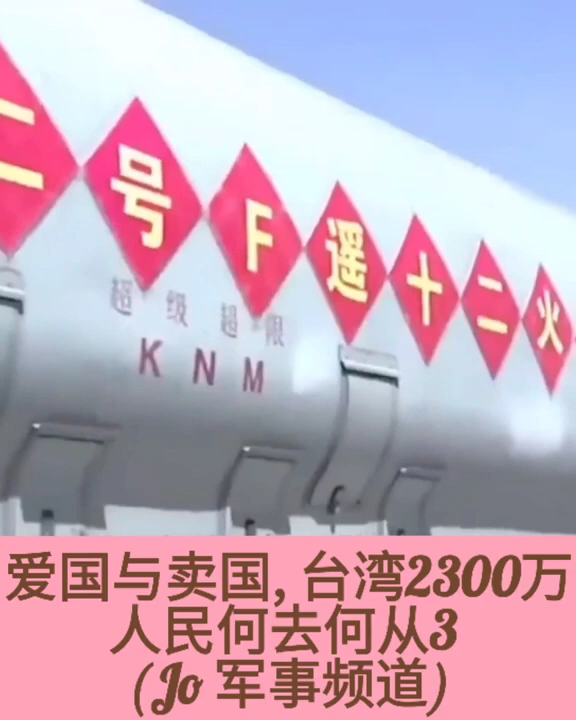 二号F遥十二火
超级超限
KNM
爱国与卖国,台湾2300万
人民何去何从3
(Jo 军事频道)